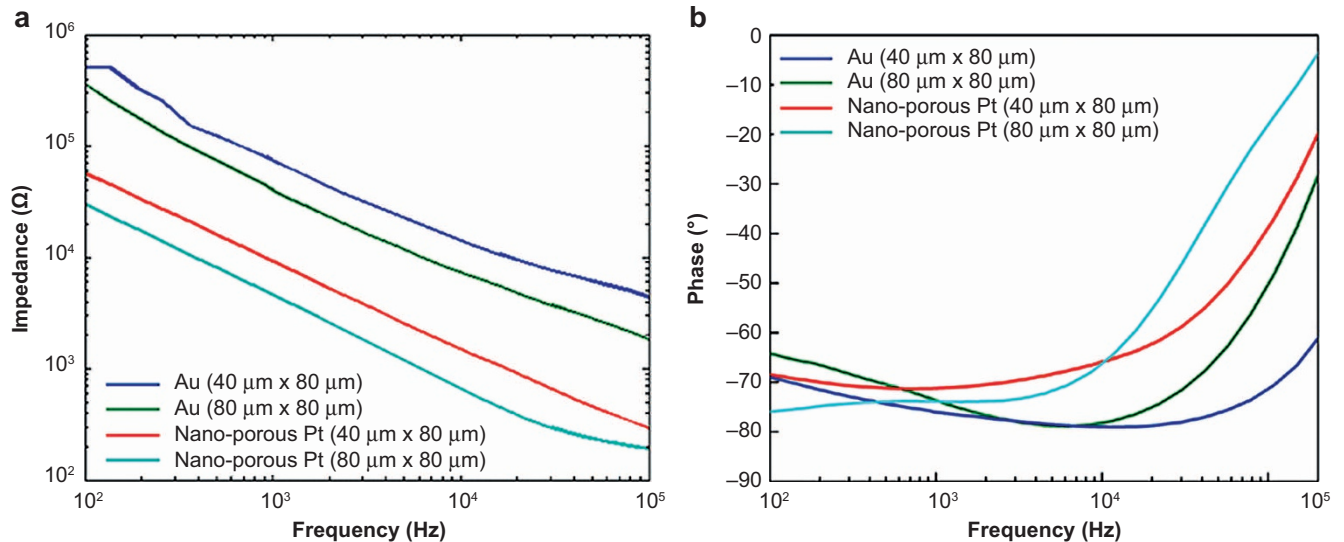 a
10⁶
10⁵
10⁴
10³
10²
Impedance (Ω)
Au (40 μm x 80 μm)
Au (80 μm x 80 μm)
Nano-porous Pt (40 μm x 80 μm)
Nano-porous Pt (80 μm x 80 μm)
10²
10³
10⁴
10⁵
Frequency (Hz)
b
0
–10
–20
–30
–40
–50
–60
–70
–80
–90
Phase (°)
Au (40 μm x 80 μm)
Au (80 μm x 80 μm)
Nano-porous Pt (40 μm x 80 μm)
Nano-porous Pt (80 μm x 80 μm)
10²
10³
10⁴
10⁵
Frequency (Hz)